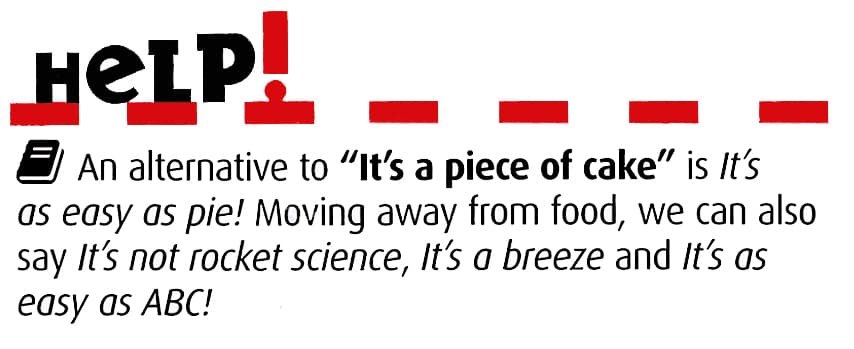 HeLP!
An alternative to “It’s a piece of cake” is It’s
as easy as pie! Moving away from food, we can also
say It’s not rocket science, It’s a breeze and It’s as
easy as ABC!